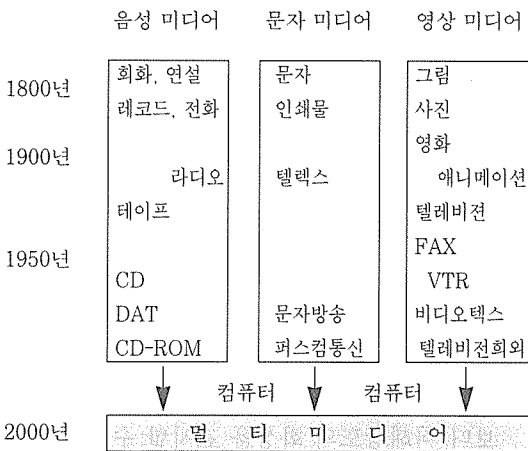 음성 미디어 문자 미디어 영상 미디어
1800년 회화, 연설 문자 그림
레코드, 전화 인쇄물 사진
1900년 영화
라디오 텔렉스 애니메이션
테이프 텔레비젼
1950년 FAX
CD VTR
DAT 문자방송 비디오텍스
CD-ROM 퍼스컴통신 텔레비전희외
컴퓨터 컴퓨터
2000년 멀티미디어